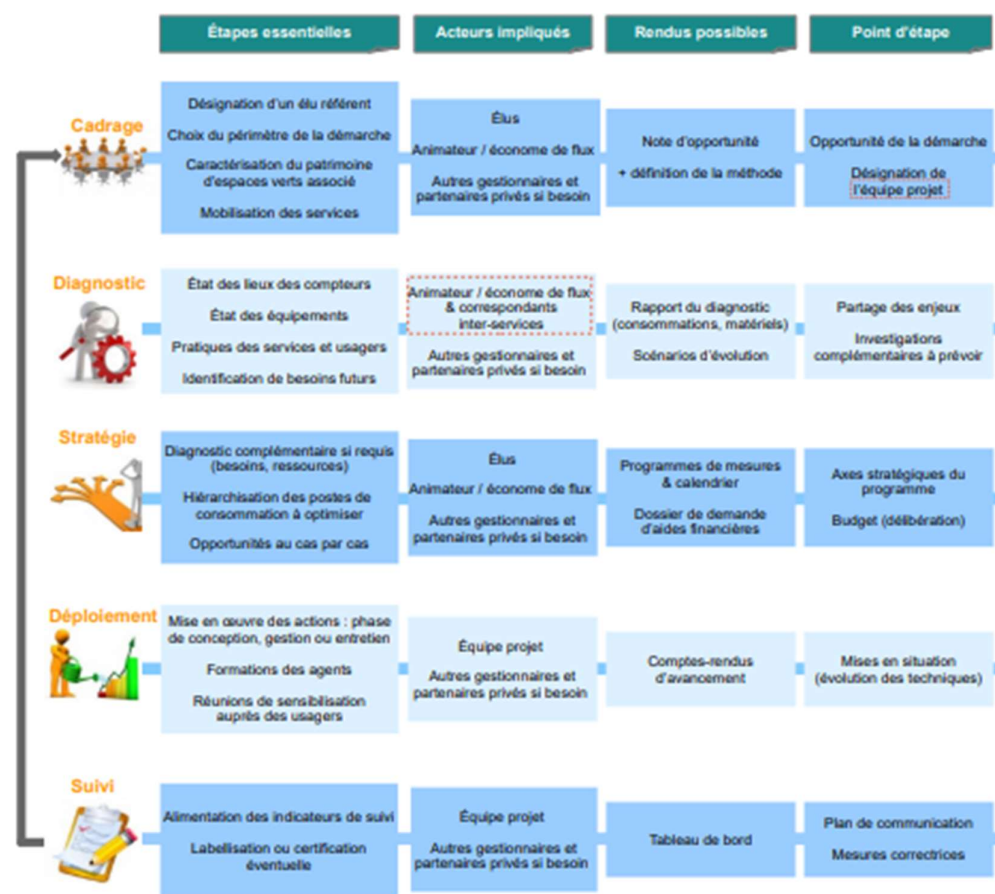 Étapes essentielles
Acteurs impliqués
Rendus possibles
Point d'étape
Cadrage
Désignation d'un élu référent
Choix du périmètre de la démarche
Caractérisation du patrimoine
d'espaces verts associé
Mobilisation des services
Élus
Animateur / économe de flux
Autres gestionnaires et
partenaires privés si besoin
Note d'opportunité
+ définition de la méthode
Opportunité de la démarche
Désignation de
l'équipe projet
Diagnostic
État des lieux des compteurs
État des équipements
Pratiques des services et usagers
Identification de besoins futurs
Animateur / économe de flux
& correspondants
inter-services
Autres gestionnaires et
partenaires privés si besoin
Rapport du diagnostic
(consommations, matériels)
Scénarios d'évolution
Partage des enjeux
Investigations
complémentaires à prévoir
Stratégie
Diagnostic complémentaire si requis
(besoins, ressources)
Hiérarchisation des postes de
consommation à optimiser
Opportunités au cas par cas
Élus
Animateur / économe de flux
Autres gestionnaires et
partenaires privés si besoin
Programmes de mesures
& calendrier
Dossier de demande
d'aides financières
Axes stratégiques du
programme
Budget (délibération)
Déploiement
Mise en œuvre des actions : phase
de conception, gestion ou entretien
Formations des agents
Réunions de sensibilisation
auprès des usagers
Équipe projet
Autres gestionnaires et
partenaires privés si besoin
Comptes-rendus
d'avancement
Mises en situation
(évolution des techniques)
Suivi
Alimentation des indicateurs de suivi
Labellisation ou certification
éventuelle
Équipe projet
Autres gestionnaires et
partenaires privés si besoin
Tableau de bord
Plan de communication
Mesures correctrices